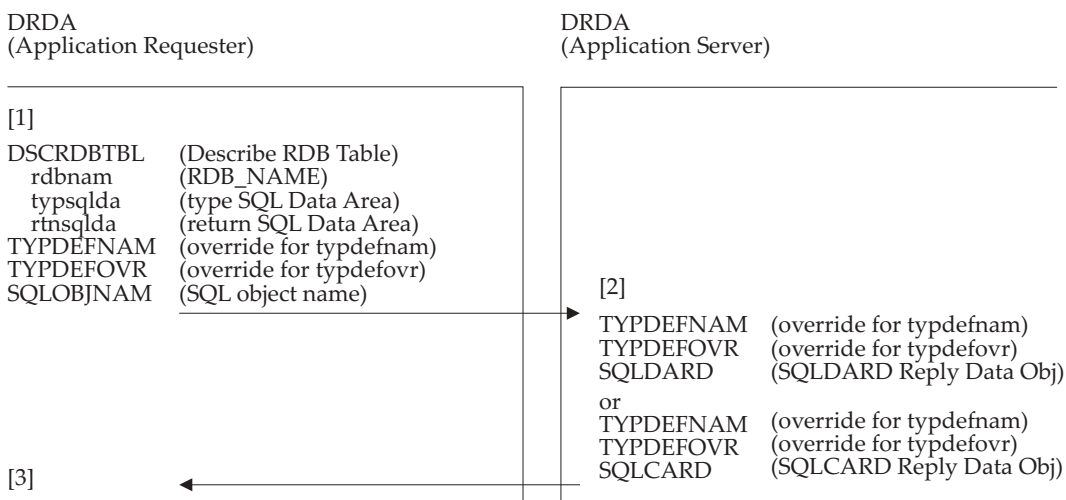 DRDA
(Application Requester)
DRDA
(Application Server)
[1]
DSCRDBTBL (Describe RDB Table)
rdbnam (RDB_NAME)
typsqlda (type SQL Data Area)
rtnsqlda (return SQL Data Area)
TYPDEFNAM (override for typdefnam)
TYPDEFOVR (override for typdefovr)
SQLOBJNAM (SQL object name)
[2]
TYPDEFNAM (override for typdefnam)
TYPDEFOVR (override for typdefovr)
SQLDARD (SQLDARD Reply Data Obj)
or
TYPDEFNAM (override for typdefnam)
TYPDEFOVR (override for typdefovr)
SQLCARD (SQLCARD Reply Data Obj)
[3]